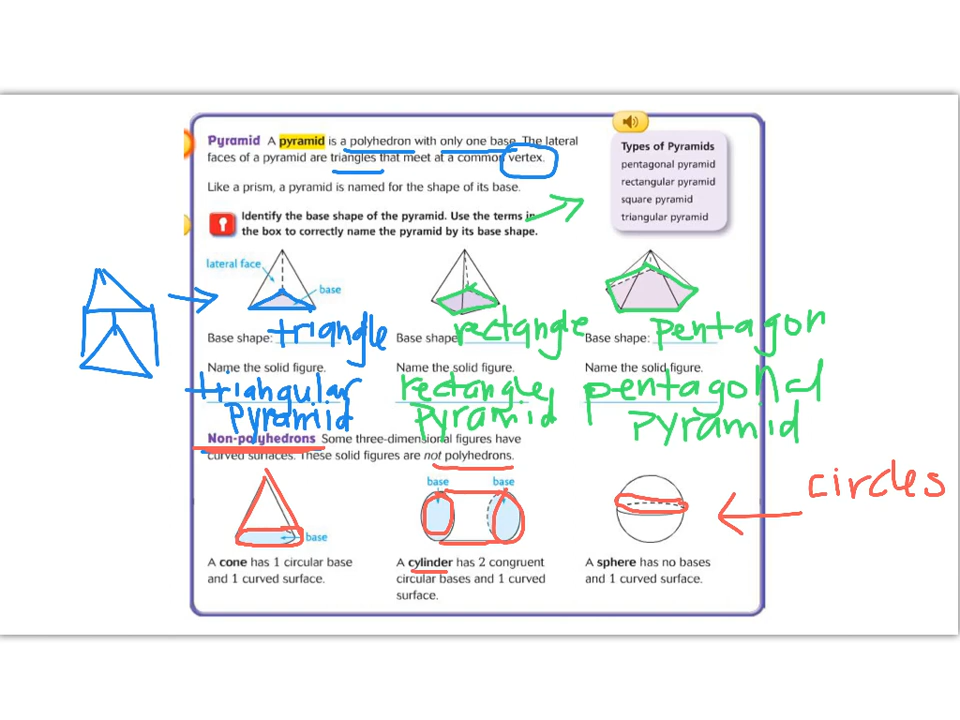 Pyramid A pyramid is a polyhedron with only one base. The lateral
faces of a pyramid are triangles that meet at a common vertex.
Like a prism, a pyramid is named for the shape of its base.
Identify the base shape of the pyramid. Use the terms in
the box to correctly name the pyramid by its base shape.
Types of Pyramids
pentagonal pyramid
rectangular pyramid
square pyramid
triangular pyramid
lateral face
base
Base shape: triangle
Base shape: rectangle
Base shape: pentagon
Name the solid figure.
triangular
pyramid
Name the solid figure.
rectangle
pyramid
Name the solid figure.
pentagonal
pyramid
Non-polyhedrons Some three-dimensional figures have
curved surfaces. These solid figures are not polyhedrons.
base
base
base
circles
A cone has 1 circular base
and 1 curved surface.
A cylinder has 2 congruent
circular bases and 1 curved
surface.
A sphere has no bases
and 1 curved surface.